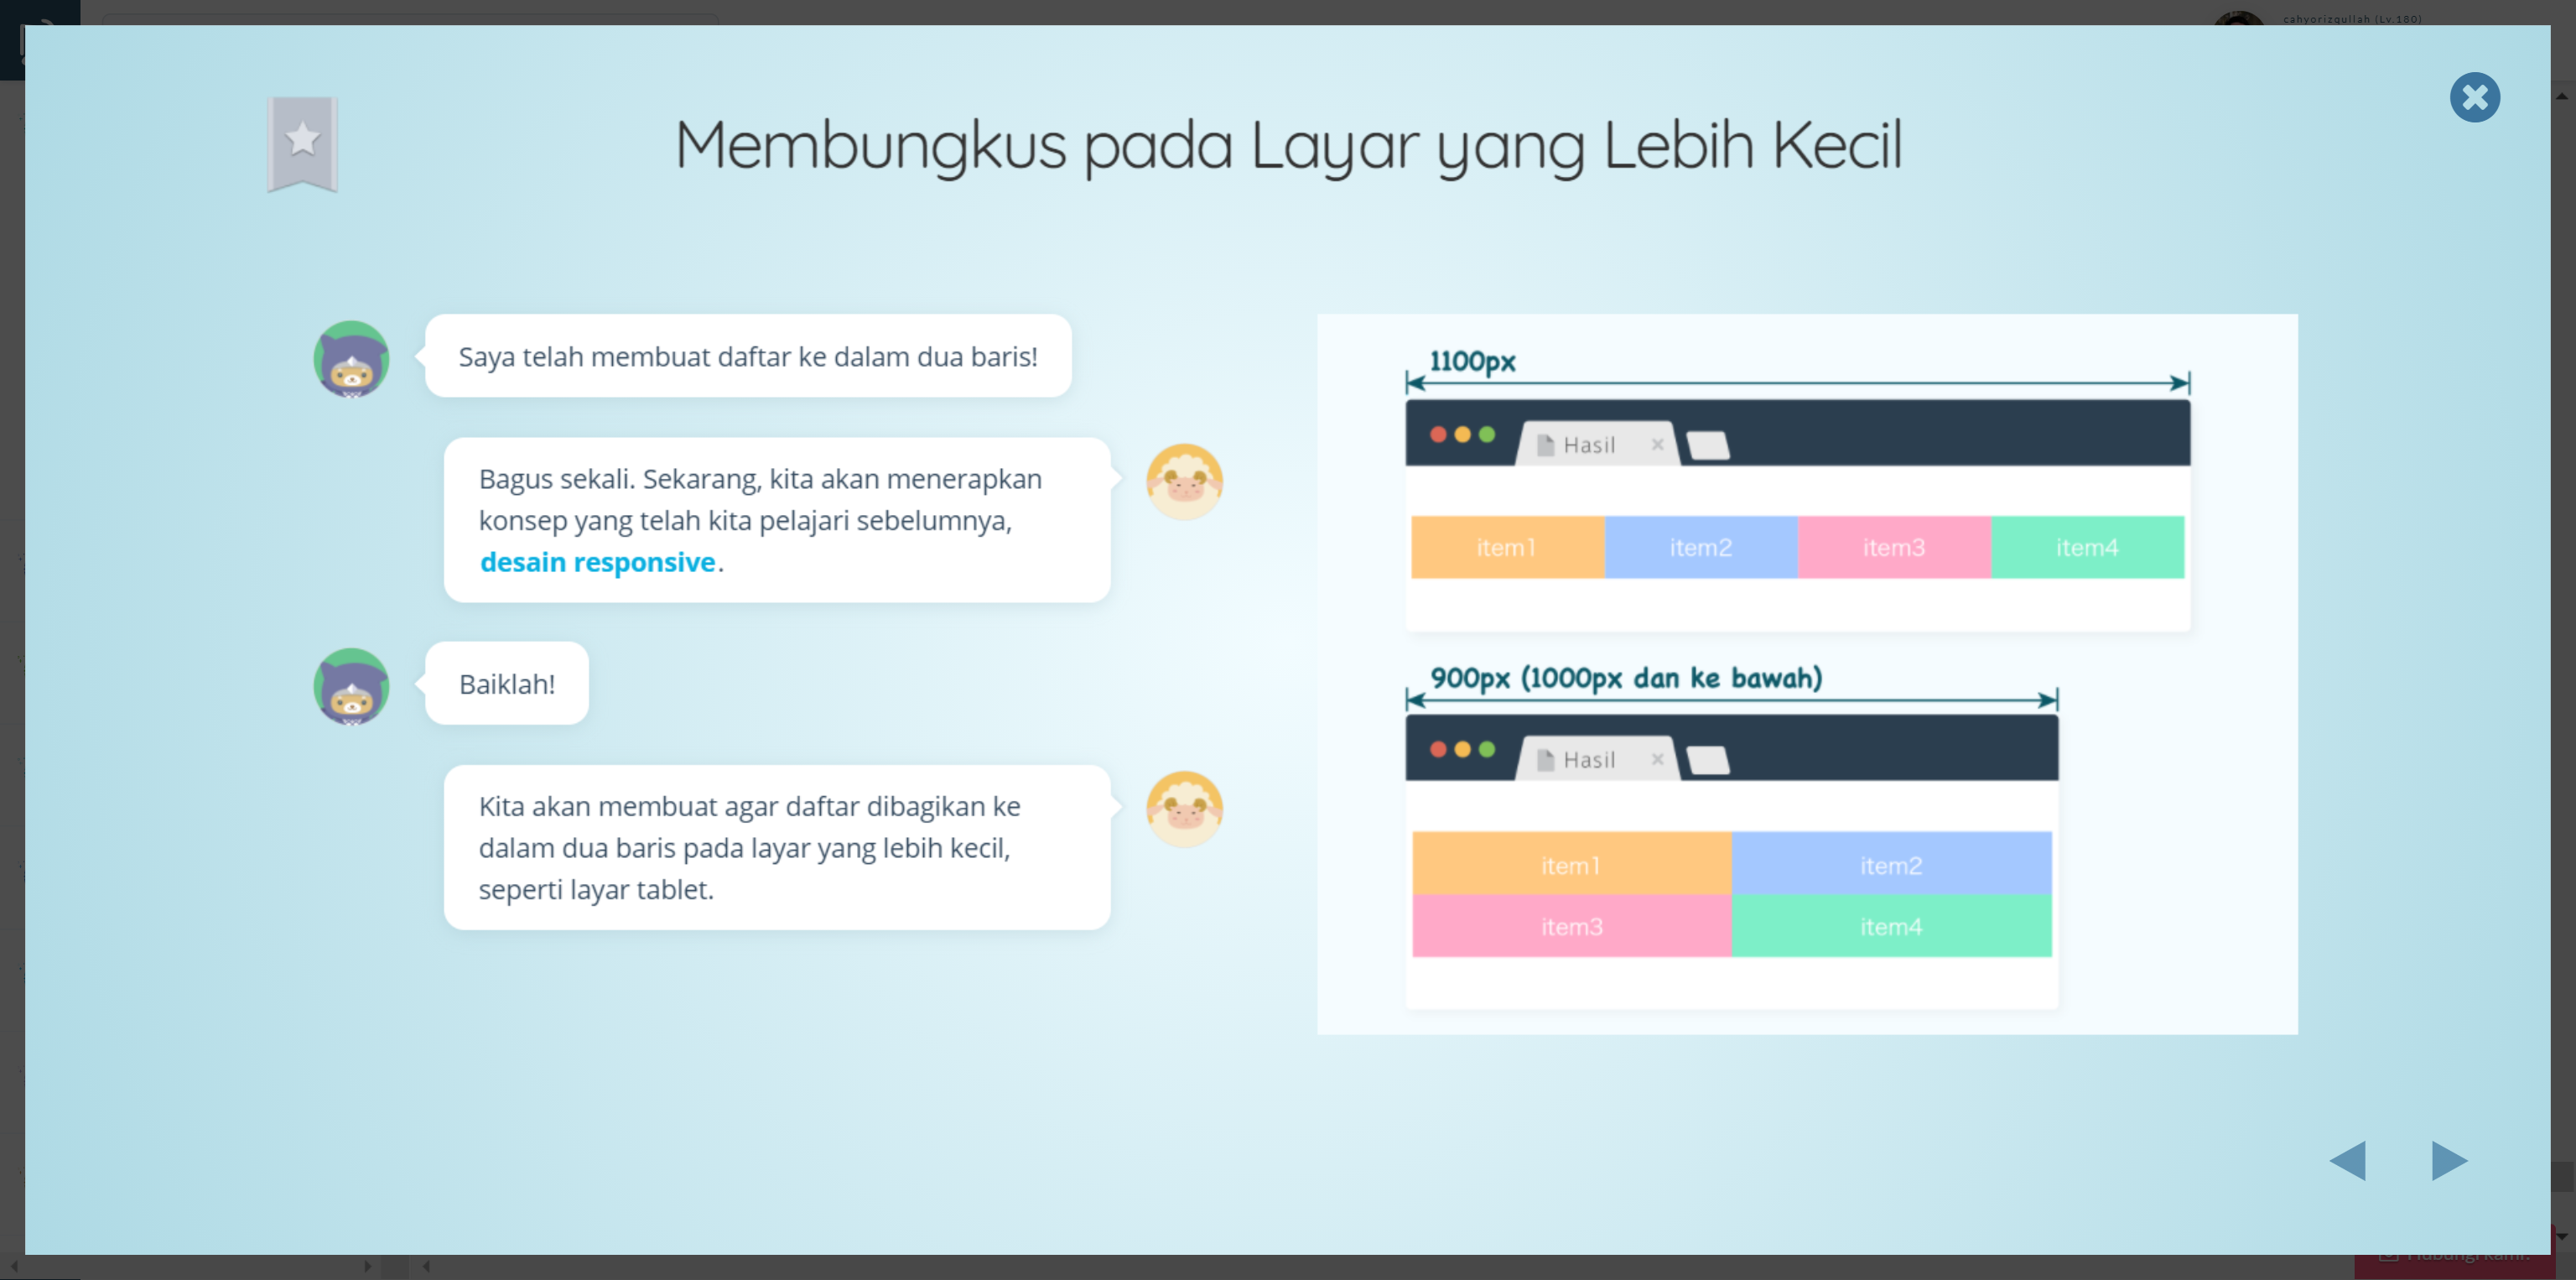 cahyorizqullah (Lv.180)
Membungkus pada Layar yang Lebih Kecil
Saya telah membuat daftar ke dalam dua baris!
Bagus sekali. Sekarang, kita akan menerapkan
konsep yang telah kita pelajari sebelumnya,
desain responsive.
Baiklah!
Kita akan membuat agar daftar dibagikan ke
dalam dua baris pada layar yang lebih kecil,
seperti layar tablet.
1100px
Hasil
item1 item2 item3 item4
900px (1000px dan ke bawah)
Hasil
item1 item2
item3 item4
Hubungi kami!